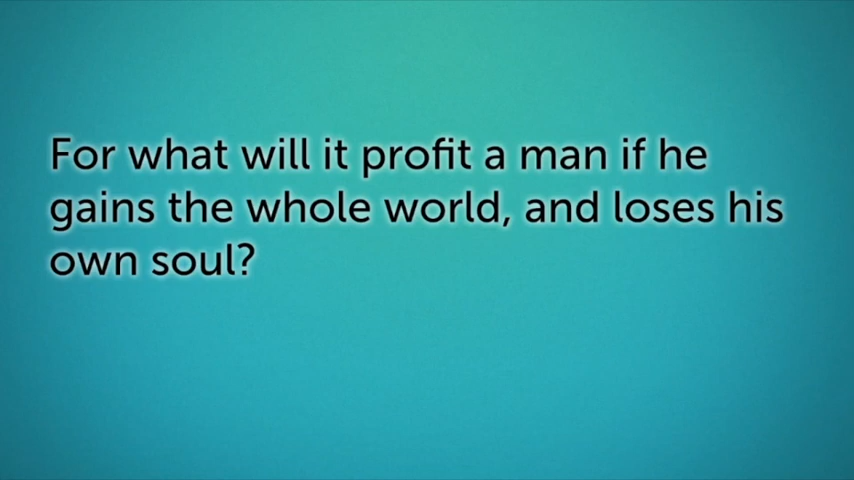 For what will it profit a man if he
gains the whole world, and loses his
own soul?